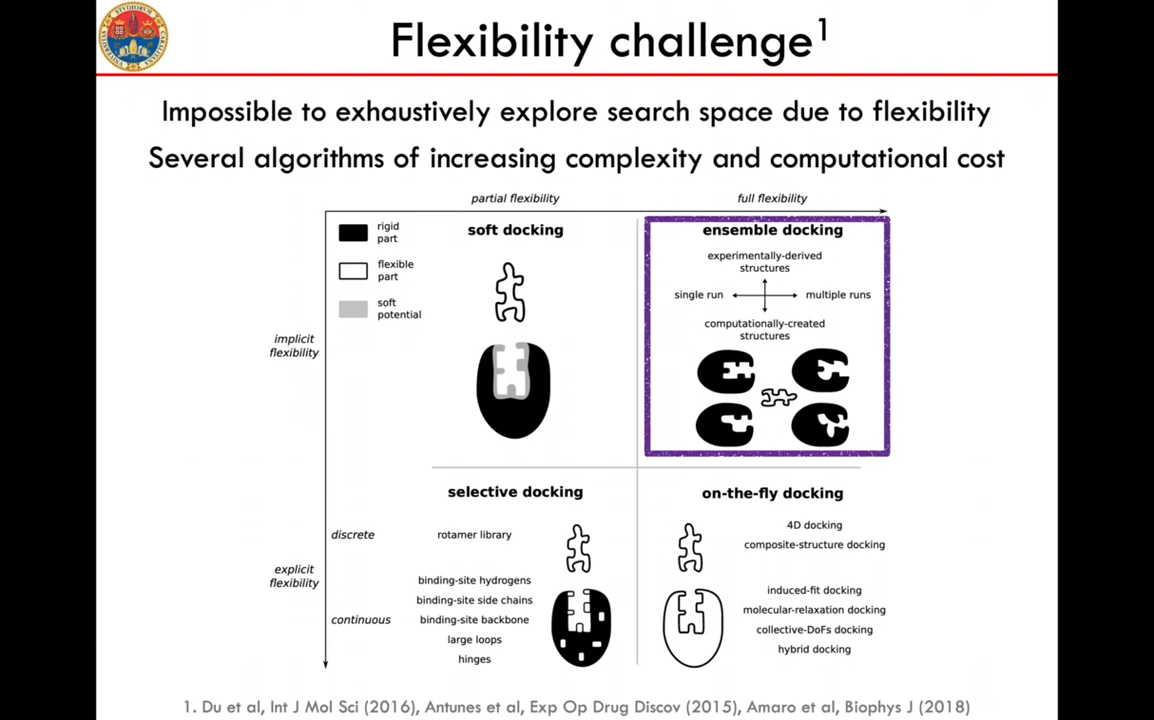 Flexibility challenge1
Impossible to exhaustively explore search space due to flexibility
Several algorithms of increasing complexity and computational cost
partial flexibility
full flexibility
rigid
part
flexible
part
soft
potential
implicit
flexibility
soft docking
ensemble docking
experimentally-derived
structures
single run
multiple runs
computationally-created
structures
selective docking
on-the-fly docking
explicit
flexibility
discrete
rotamer library
continuous
binding-site hydrogens
binding-site side chains
binding-site backbone
large loops
hinges
4D docking
composite-structure docking
induced-fit docking
molecular-relaxation docking
collective-DoFs docking
hybrid docking
1. Du et al, Int J Mol Sci (2016), Antunes et al, Exp Op Drug Discov (2015), Amaro et al, Biophys J (2018)